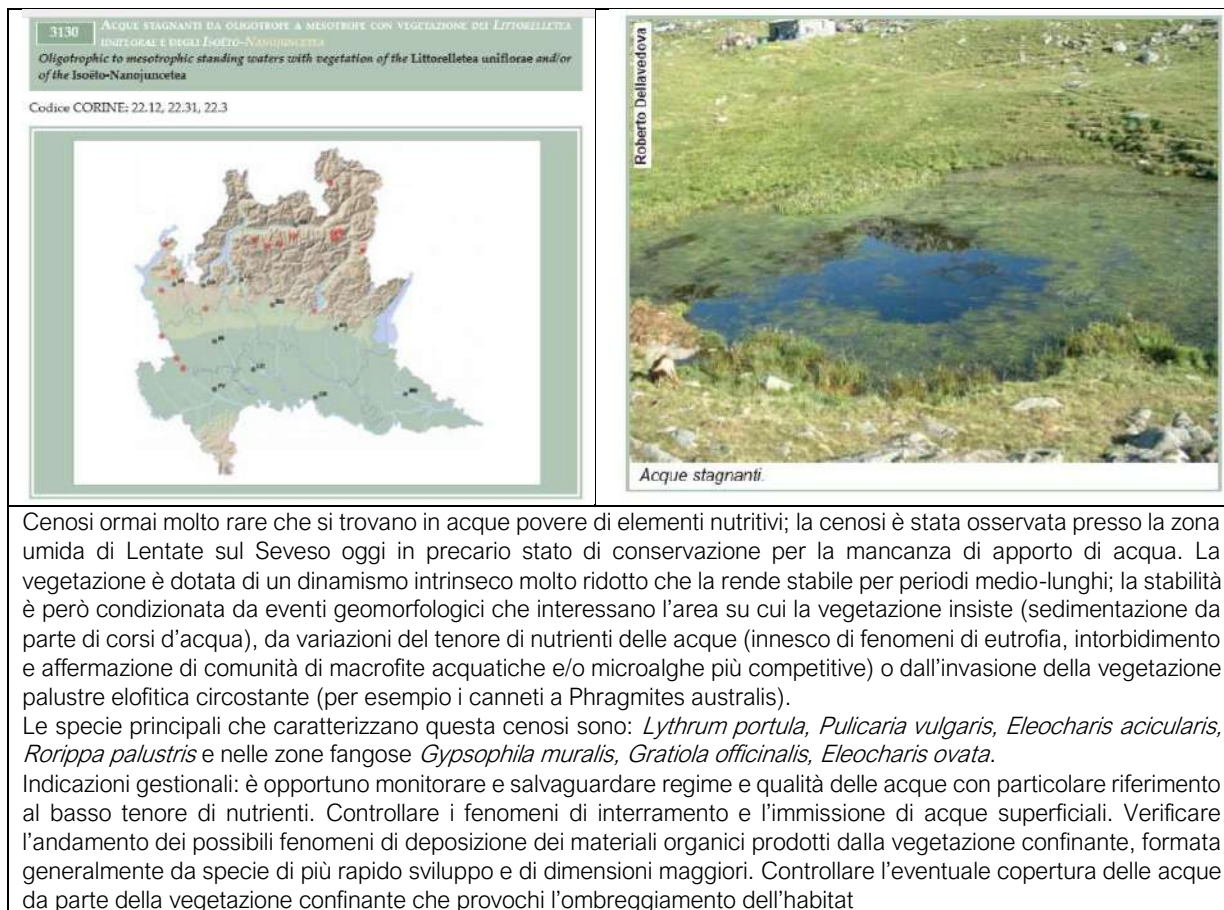 3130
ACQUE STAGNANTI DA OLIGOTROFE A MESOTROFE CON VEGETAZIONE DEI LITTORELLETEA
UNIFLORAE E DEGLI ISOËTO-NANOJUNCETEA
Oligotrophic to mesotrophic standing waters with vegetation of the Littorelletea uniflorae and/or
of the Isoëto-Nanojuncetea
Codice CORINE: 22.12, 22.31, 22.3
Roberto Dellavedova
Acque stagnanti.
Cenosi ormai molto rare che si trovano in acque povere di elementi nutritivi; la cenosi è stata osservata presso la zona
umida di Lentate sul Seveso oggi in precario stato di conservazione per la mancanza di apporto di acqua. La
vegetazione è dotata di un dinamismo intrinseco molto ridotto che la rende stabile per periodi medio-lunghi; la stabilità
è però condizionata da eventi geomorfologici che interessano l'area su cui la vegetazione insiste (sedimentazione da
parte di corsi d'acqua), da variazioni del tenore di nutrienti delle acque (innesco di fenomeni di eutrofia, intorbidimento
e affermazione di comunità di macrofite acquatiche e/o microalghe più competitive) o dall'invasione della vegetazione
palustre elofitica circostante (per esempio i canneti a Phragmites australis).
Le specie principali che caratterizzano questa cenosi sono: Lythrum portula, Pulicaria vulgaris, Eleocharis acicularis,
Rorippa palustris e nelle zone fangose Gypsophila muralis, Gratiola officinalis, Eleocharis ovata.
Indicazioni gestionali: è opportuno monitorare e salvaguardare regime e qualità delle acque con particolare riferimento
al basso tenore di nutrienti. Controllare i fenomeni di interramento e l'immissione di acque superficiali. Verificare
l'andamento dei possibili fenomeni di deposizione dei materiali organici prodotti dalla vegetazione confinante, formata
generalmente da specie di più rapido sviluppo e di dimensioni maggiori. Controllare l'eventuale copertura delle acque
da parte della vegetazione confinante che provochi l'ombreggiamento dell'habitat